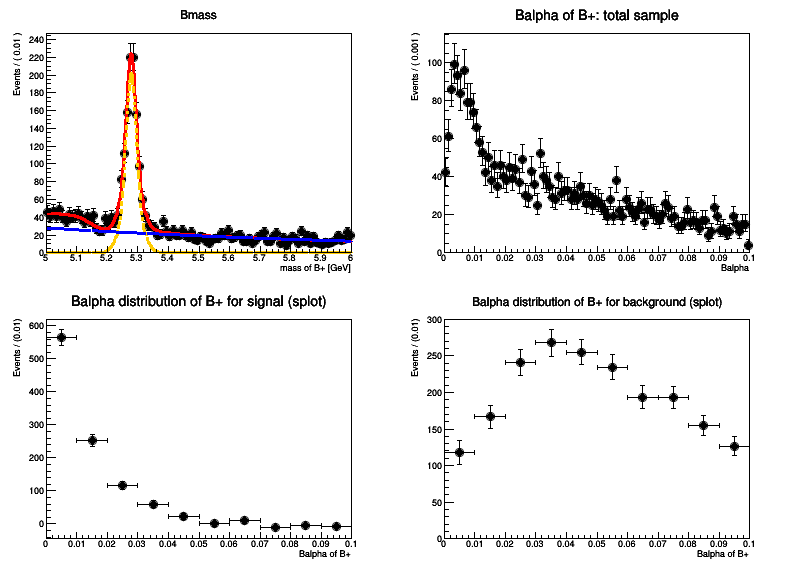 Bmass
Events / ( 0.01 )
240
220
200
180
160
140
120
100
80
60
40
20
0
5 5.1 5.2 5.3 5.4 5.5 5.6 5.7 5.8 5.9 6
mass of B+ [GeV]
Balpha of B+: total sample
Events / ( 0.001 )
100
80
60
40
20
0
0 0.01 0.02 0.03 0.04 0.05 0.06 0.07 0.08 0.09 0.1
Balpha
Balpha distribution of B+ for signal (splot)
Events / (0.01)
600
500
400
300
200
100
0
0 0.01 0.02 0.03 0.04 0.05 0.06 0.07 0.08 0.09 0.1
Balpha of B+
Balpha distribution of B+ for background (splot)
Events / (0.01)
300
250
200
150
100
50
0
0 0.01 0.02 0.03 0.04 0.05 0.06 0.07 0.08 0.09 0.1
Balpha of B+